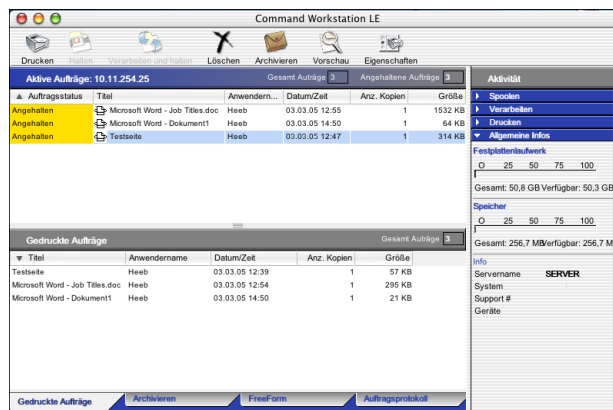 Command Workstation LE
Drucken Halten Verarbeiten und halten Löschen Archivieren Vorschau Eigenschaften
Aktive Aufträge: 10.11.254.25 Gesamt Auträge 3 Angehaltene Aufträge 3
Auftragsstatus Titel Anwendern... Datum/Zeit Anz. Kopien Größe
Angehalten Microsoft Word - Job Titles.doc Heeb 03.03.05 12:55 1 1532 KB
Angehalten Microsoft Word - Dokument1 Heeb 03.03.05 14:50 1 64 KB
Angehalten Testseite Heeb 03.03.05 12:47 1 314 KB
Gedruckte Aufträge Gesamt Auträge 3
Titel Anwendername Datum/Zeit Anz. Kopien Größe
Testseite Heeb 03.03.05 12:39 1 57 KB
Microsoft Word - Job Titles.doc Heeb 03.03.05 12:54 1 295 KB
Microsoft Word - Dokument1 Heeb 03.03.05 14:50 1 21 KB
Gedruckte Aufträge Archivieren FreeForm Auftragsprotokoll
Aktivität
Spoolen
Verarbeiten
Drucken
Allgemeine Infos
Festplattenlaufwerk
O 25 50 75 100
Gesamt: 50,8 GB Verfügbar: 50,3 GB
Speicher
O 25 50 75 100
Gesamt: 256,7 MB Verfügbar: 256,7 M
Info
Servername SERVER
System
Support #
Geräte